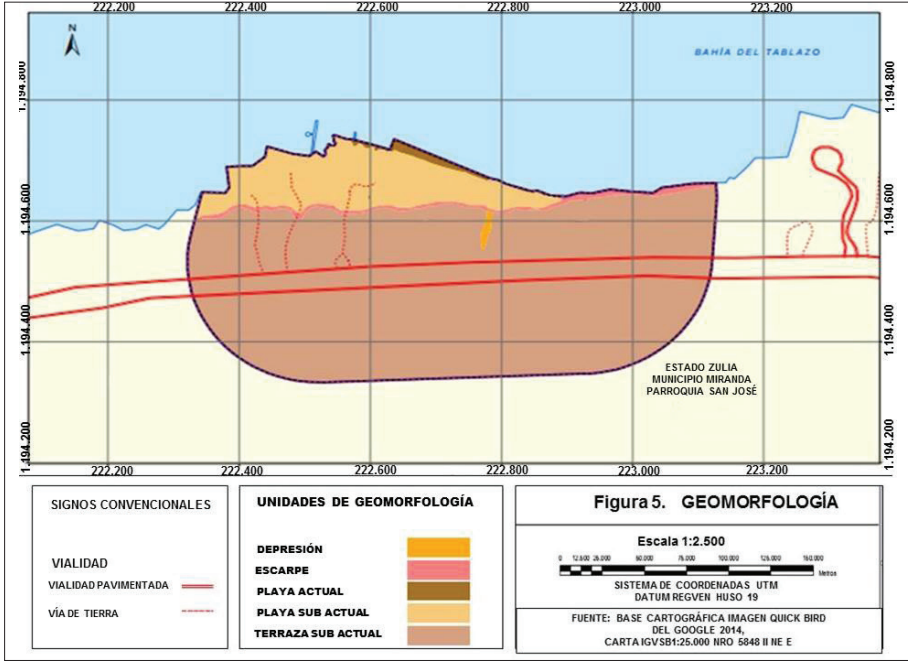 222.200 222.400 222.600 222.800 223.000 223.200
N
BAHÍA DEL TABLAZO
1.194.800 1.194.800
1.194.600 1.194.600
1.194.400 1.194.400
1.194.200 1.194.200
ESTADO ZULIA
MUNICIPIO MIRANDA
PARROQUIA SAN JOSÉ
222.200 222.400 222.600 222.800 223.000 223.200
SIGNOS CONVENCIONALES
VIALIDAD
VIALIDAD PAVIMENTADA
VÍA DE TIERRA
UNIDADES DE GEOMORFOLOGÍA
DEPRESIÓN
ESCARPE
PLAYA ACTUAL
PLAYA SUB ACTUAL
TERRAZA SUB ACTUAL
Figura 5. GEOMORFOLOGÍA
Escala 1:2.500
Metros
SISTEMA DE COORDENADAS UTM
DATUM REGVEN HUSO 19
FUENTE: BASE CARTOGRÁFICA IMAGEN QUICK BIRD
DEL GOOGLE 2014,
CARTA IGVSB1:25.000 NRO 5848 II NE E